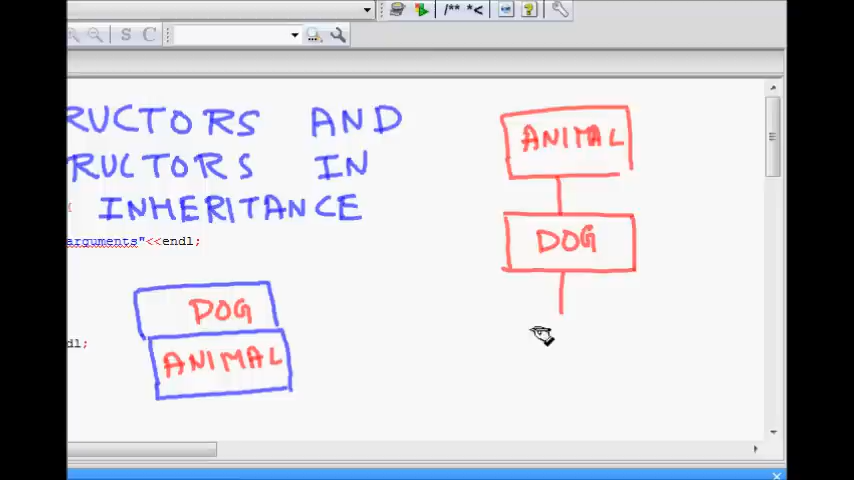 S C
/** *<
RUCTORS AND
RUCTORS IN
INHERITANCE
arguments"<<endl;
dl;
DOG
ANIMAL
ANIMAL
DOG